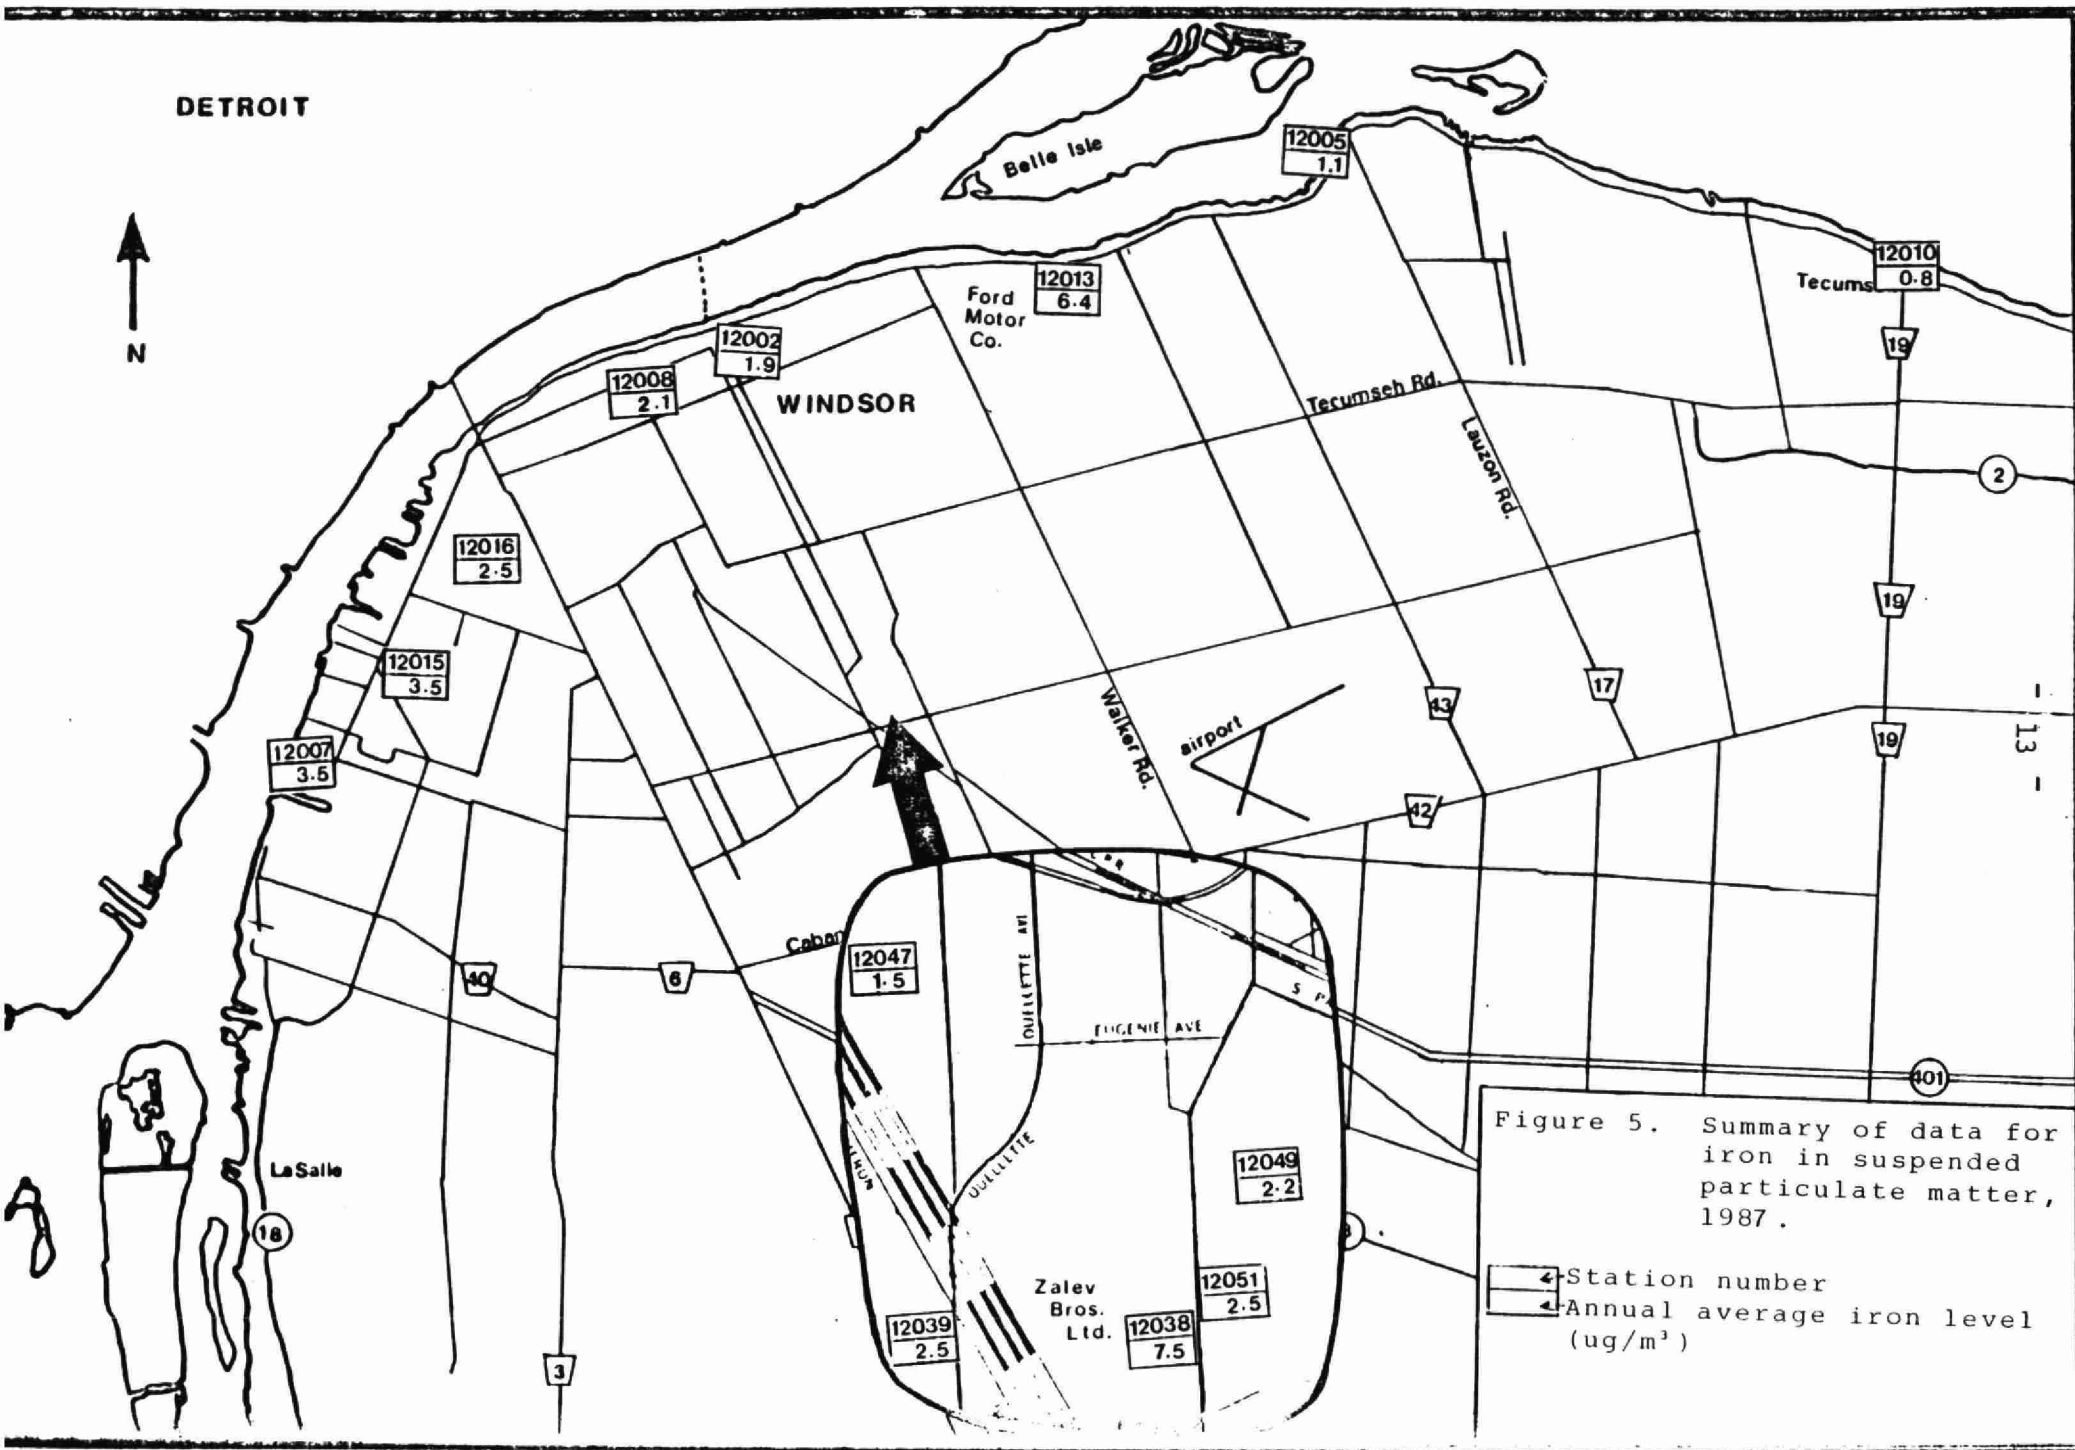 DETROIT
Belle Isle
12005
1.1
12010
0.8
Tecums
19
N
12013
6.4
Ford
Motor
Co.
12002
1.9
12008
2.1
WINDSOR
Tecumseh Rd.
Lauzon Rd.
2
12016
2.5
19
12015
3.5
17
43
Walker Rd.
airport
19
- 13 -
12007
3.5
42
Caban
12047
1.5
40
6
OUELLETTE AVE
EUGENIE AVE
S P
401
LaSalle
18
OUELLETTE
12049
2.2
12051
2.5
Zalev
Bros.
Ltd.
12039
2.5
12038
7.5
3
Figure 5. Summary of data for
iron in suspended
particulate matter,
1987.
Station number
Annual average iron level
(ug/m³)